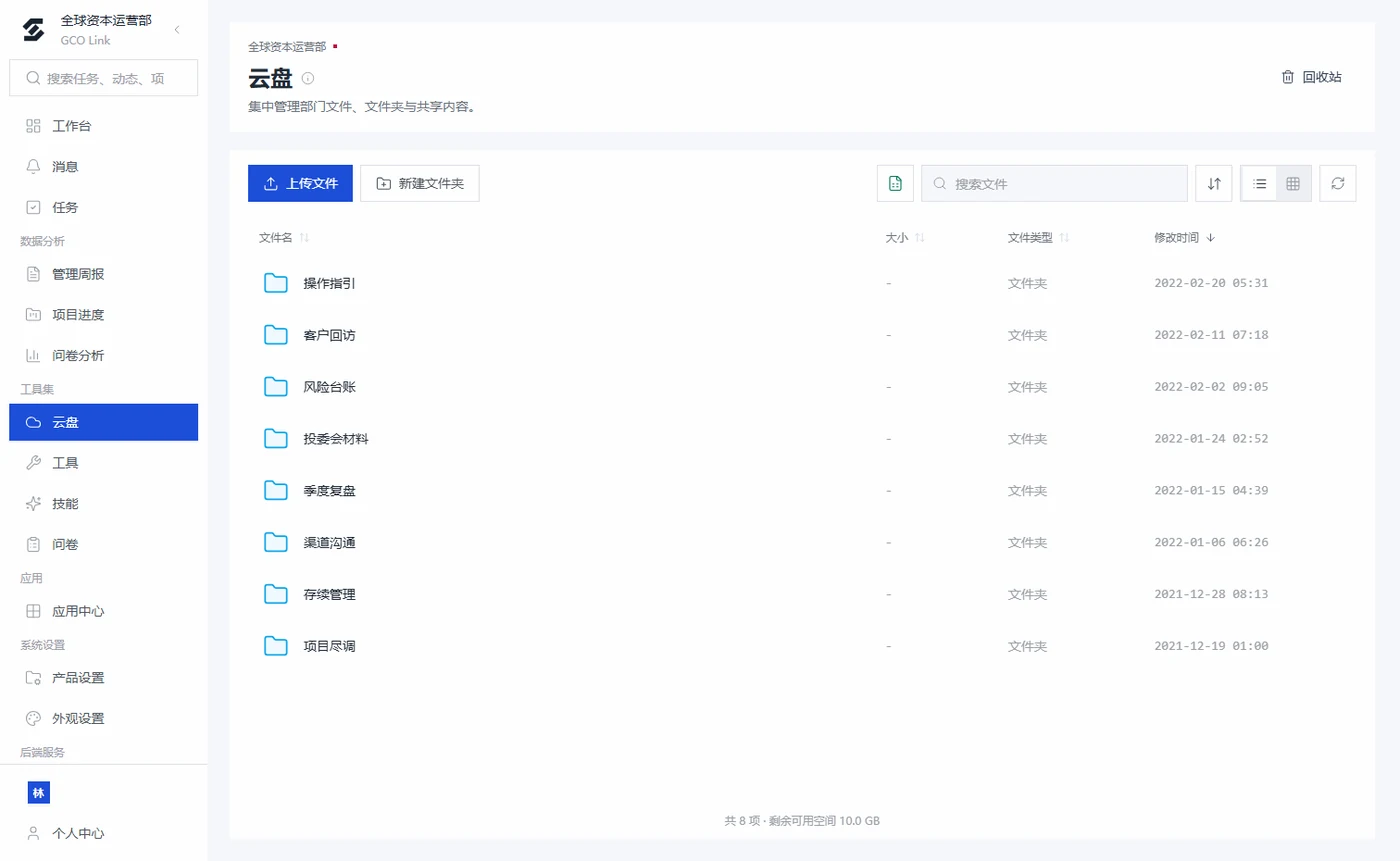 全球资本运营部
GCO Link
搜索任务、动态、项
工作台
消息
任务
数据分析
管理周报
项目进度
问卷分析
工具集
云盘
工具
技能
问卷
应用
应用中心
系统设置
产品设置
外观设置
后端服务
林
个人中心
全球资本运营部
云盘
集中管理部门文件、文件夹与共享内容。
回收站
上传文件 新建文件夹 搜索文件
文件名 大小 文件类型 修改时间
操作指引 - 文件夹 2022-02-20 05:31
客户回访 - 文件夹 2022-02-11 07:18
风险台账 - 文件夹 2022-02-02 09:05
投委会材料 - 文件夹 2022-01-24 02:52
季度复盘 - 文件夹 2022-01-15 04:39
渠道沟通 - 文件夹 2022-01-06 06:26
存续管理 - 文件夹 2021-12-28 08:13
项目尽调 - 文件夹 2021-12-19 01:00
共 8 项 · 剩余可用空间 10.0 GB